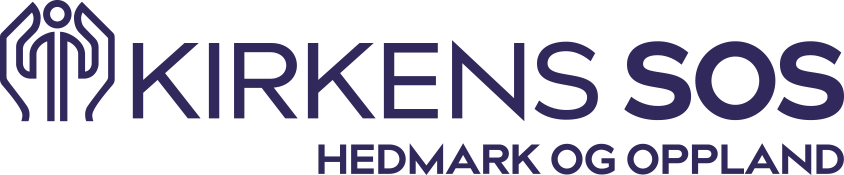 KIRKENS SOS
HEDMARK OG OPPLAND